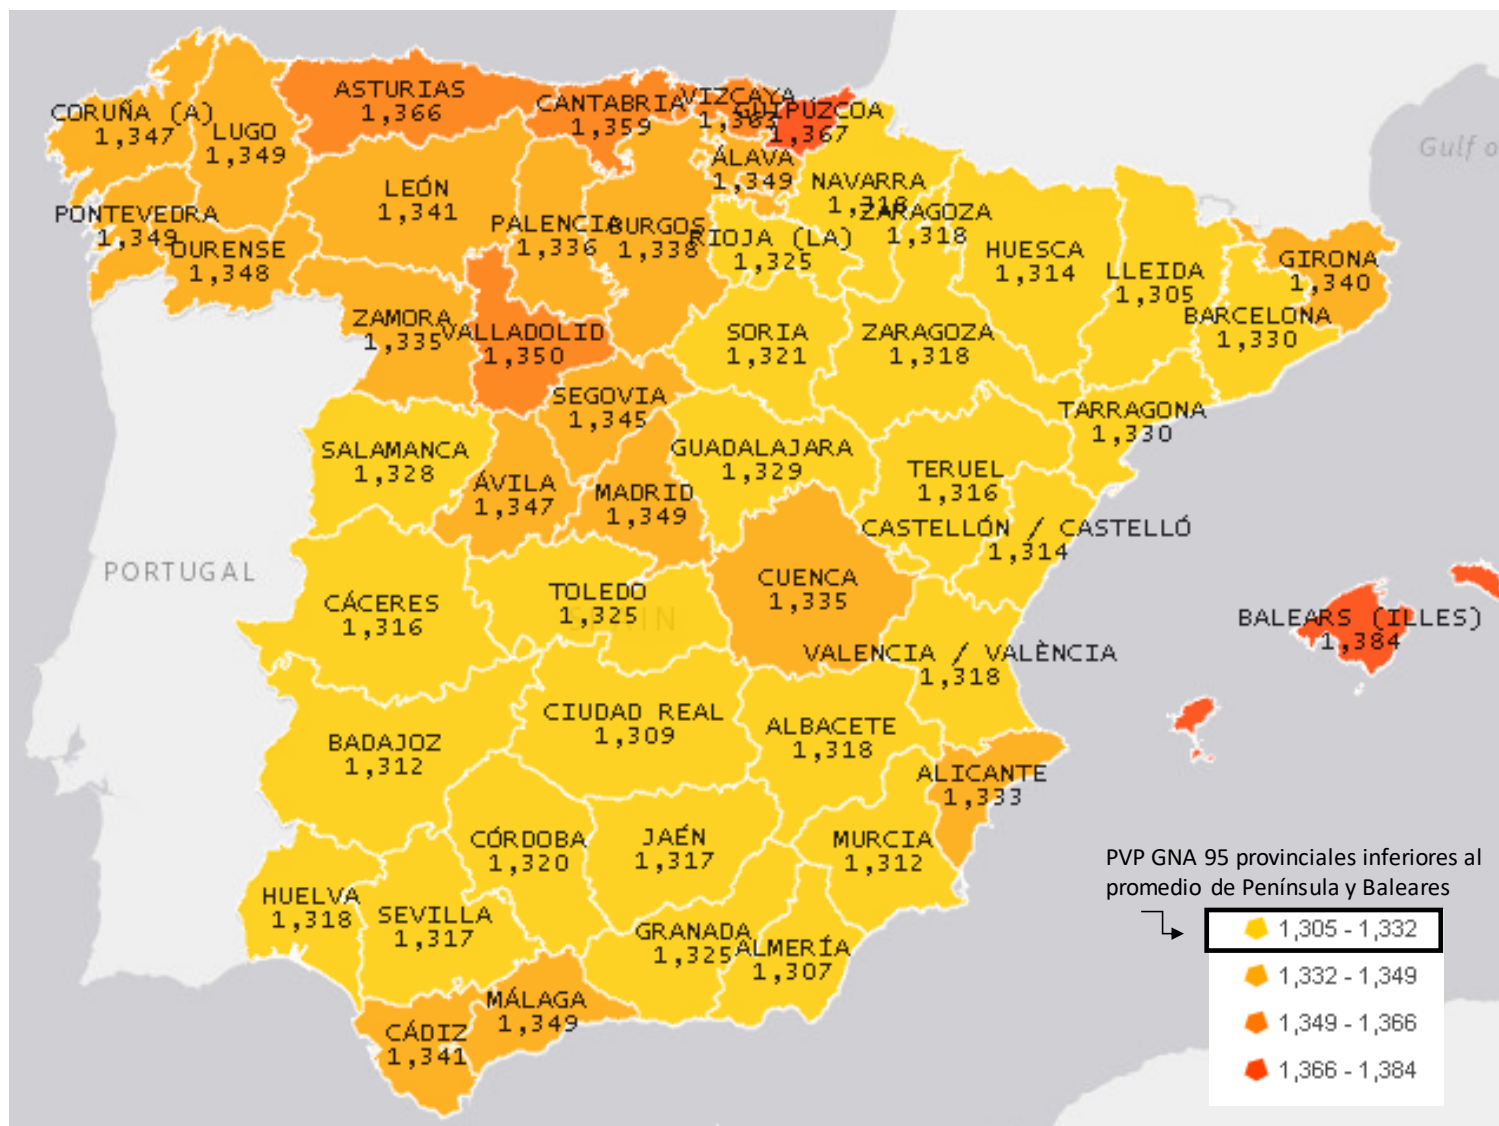 ASTURIAS
1,366
CANTABRIA
1,359
VIZCAYA
1,363
GUIPÚZCOA
1,367
CORUÑA (A)
1,347
LUGO
1,349
Gulf o
ÁLAVA
1,349
LEÓN
1,341
NAVARRA
PONTEVEDRA
1,349
PALENCIA
1,336
BURGOS
1,338
ZARAGOZA
1,318
RIOJA (LA)
1,325
OURENSE
1,348
HUESCA
1,314
LLEIDA
1,305
GIRONA
1,340
ZAMORA
1,335
VALLADOLID
1,350
SORIA
1,321
ZARAGOZA
1,318
BARCELONA
1,330
SEGOVIA
1,345
TARRAGONA
1,330
SALAMANCA
1,328
GUADALAJARA
1,329
TERUEL
1,316
ÁVILA
1,347
MADRID
1,349
CASTELLÓN / CASTELLÓ
1,314
PORTUGAL
CUENCA
1,335
TOLEDO
1,325
CÁCERES
1,316
BALEARS (ILLES)
1,384
VALENCIA / VALÈNCIA
1,318
CIUDAD REAL
1,309
ALBACETE
1,318
BADAJOZ
1,312
ALICANTE
1,333
CÓRDOBA
1,320
JAÉN
1,317
MURCIA
1,312
HUELVA
1,318
SEVILLA
1,317
GRANADA
1,325
ALMERÍA
1,307
MÁLAGA
1,349
CÁDIZ
1,341
PVP GNA 95 provinciales inferiores al
promedio de Península y Baleares
1,305 - 1,332
1,332 - 1,349
1,349 - 1,366
1,366 - 1,384